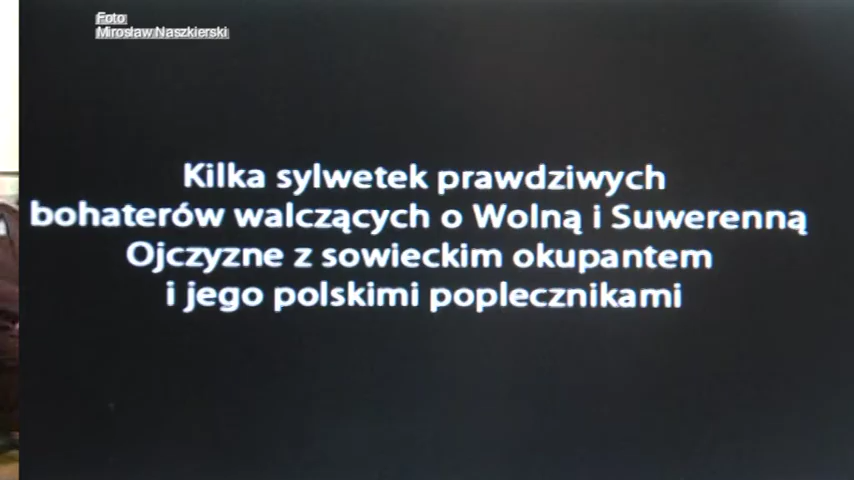 Foto
Mirosław Naszkierski
Kilka sylwetek prawdziwych
bohaterów walczących o Wolną i Suwerenną
Ojczyzne z sowieckim okupantem
i jego polskimi poplecznikami